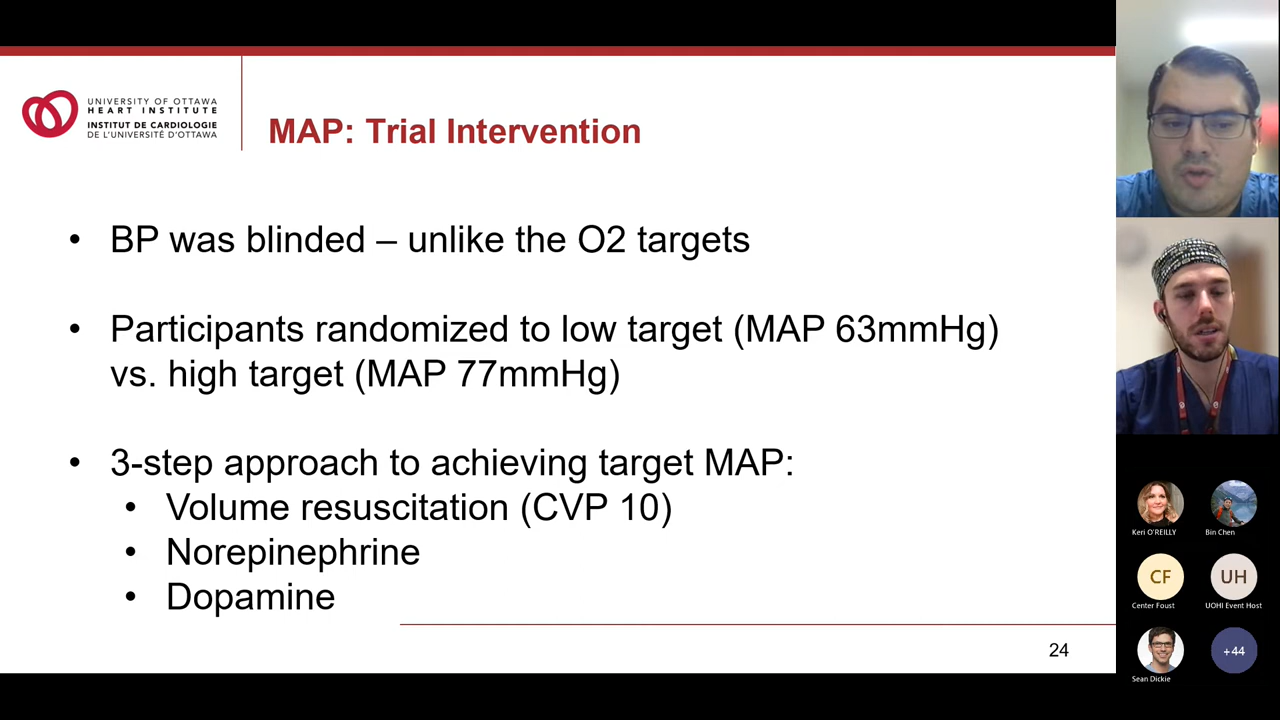 UNIVERSITY OF OTTAWA
HEART INSTITUTE
INSTITUT DE CARDIOLOGIE
DE L'UNIVERSITÉ D'OTTAWA
MAP: Trial Intervention
• BP was blinded – unlike the O2 targets
• Participants randomized to low target (MAP 63mmHg)
vs. high target (MAP 77mmHg)
• 3-step approach to achieving target MAP:
• Volume resuscitation (CVP 10)
• Norepinephrine
• Dopamine
24
Keri O'REILLY
Bin Chen
CF
Center Foust
UH
UOHI Event Host
Sean Dickie
+44